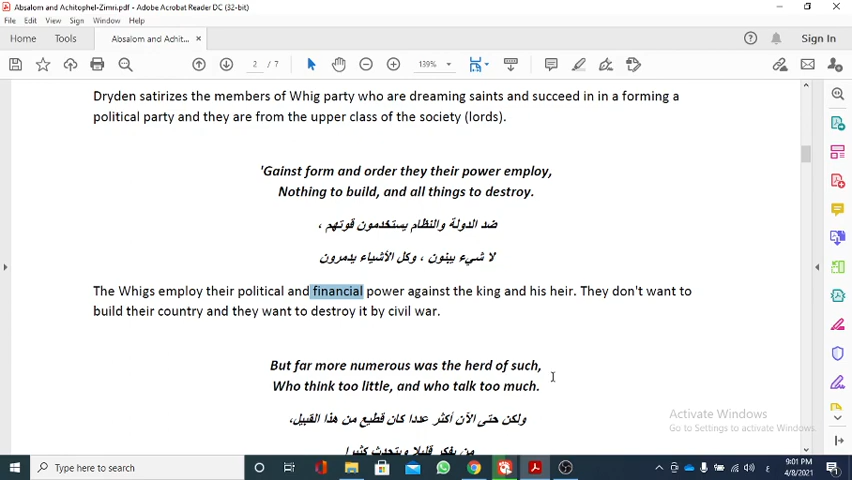 Absalom and Achitophel-Zimri.pdf - Adobe Acrobat Reader DC (32-bit)
File Edit View Sign Window Help
Home Tools Absalom and Achit... × Sign In
2 / 7 139%
Dryden satirizes the members of Whig party who are dreaming saints and succeed in in a forming a
political party and they are from the upper class of the society (lords).
'Gainst form and order they their power employ,
Nothing to build, and all things to destroy.
ضد الدولة والنظام يستخدمون قوتهم ،
لا شيء يبنون ، وكل الأشياء يدمرون
The Whigs employ their political and financial power against the king and his heir. They don't want to
build their country and they want to destroy it by civil war.
But far more numerous was the herd of such,
Who think too little, and who talk too much.
ولكن حتى الآن أكثر عددا كان قطيع من هذا القبيل،
من يفكر قليلا ويتحدث كثيرا
Activate Windows
Go to Settings to activate Windows.
Type here to search
ع 9:01 PM
4/8/2021